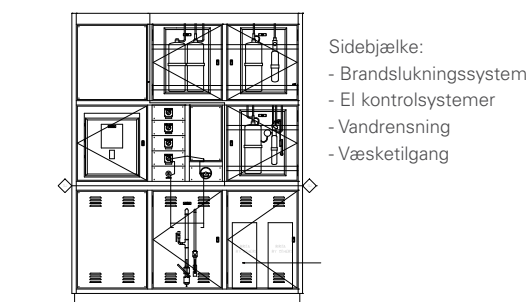 Sidebjælke:
- Brandslukningssystem
- El kontrolsystemer
- Vandrensning
- Væsketilgang